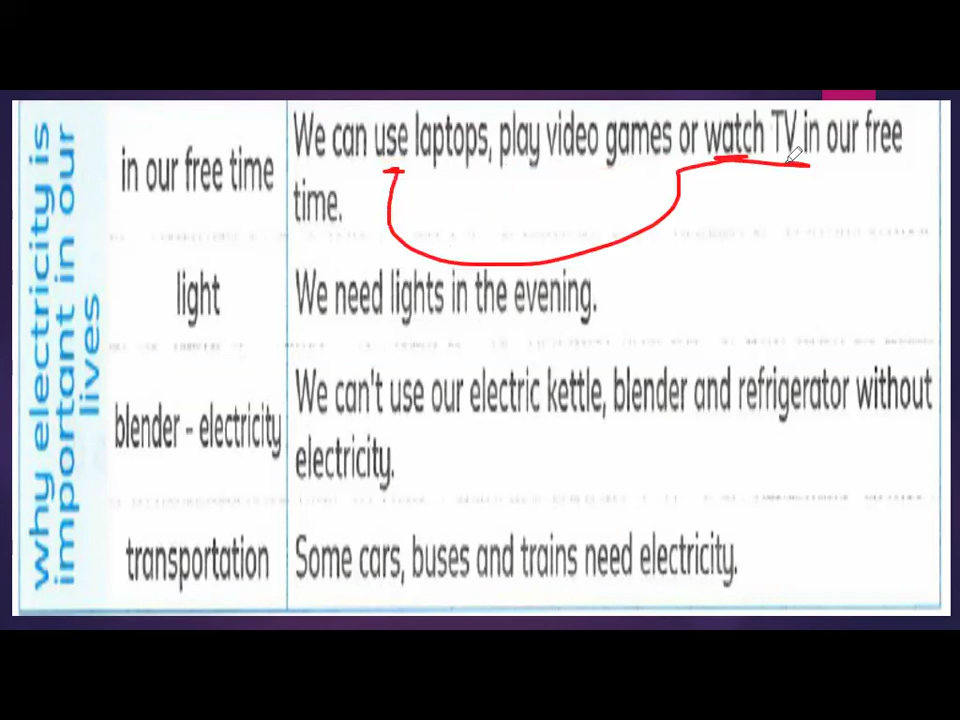 why electricity is
important in our
lives
in our free time
We can use laptops, play video games or watch TV in our free
time.
light
We need lights in the evening.
blender - electricity
We can't use our electric kettle, blender and refrigerator without
electricity.
transportation
Some cars, buses and trains need electricity.